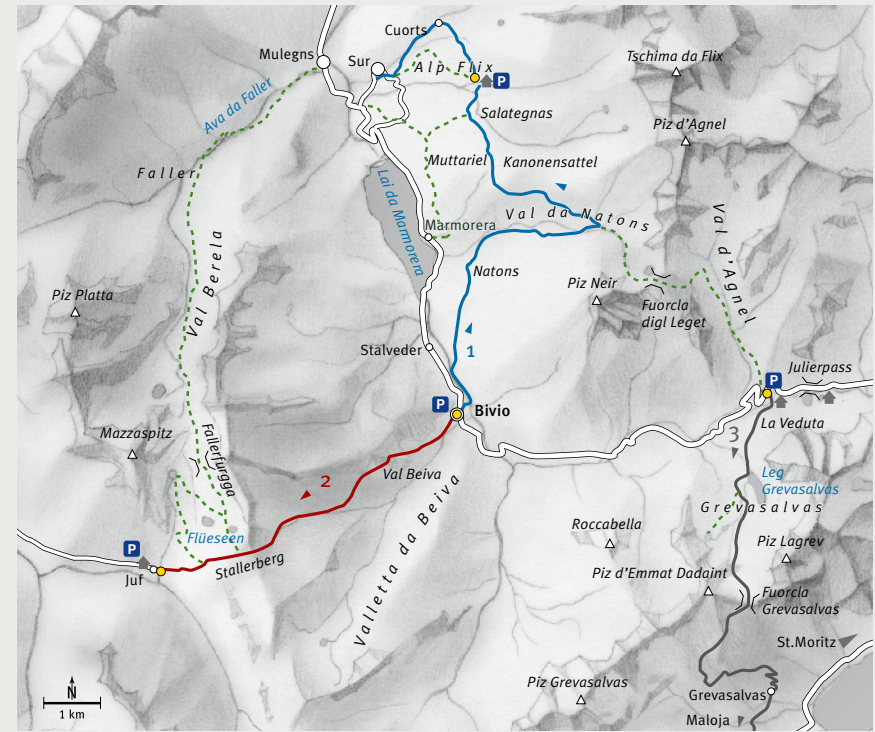 Cuorts
Mulegns
Sur
Alp Flix
P
Tschima da Flix
Ava da Faller
Salategnas
Piz d'Agnel
Muttariel
Kanonensattel
Faller
Lai da Marmorera
Val da Natons
Val d'Agnel
Marmorera
Val Berela
Natons
Piz Neir
Piz Platta
Fuorcla
digl Leget
Stalveder
1
Julierpass
P
P
Bivio
La Veduta
Mazzaspitz
Fallerfurgga
3
2
Val Beiva
Leg
Grevasalvas
Valletta da Beiva
Grevasalvas
Roccabella
Flüeseen
P
Piz Lagrev
Stallerberg
Juf
Piz d'Emmat Dadaint
Fuorcla
Grevasalvas
St.Moritz
N
Piz Grevasalvas
Grevasalvas
1 km
Maloja